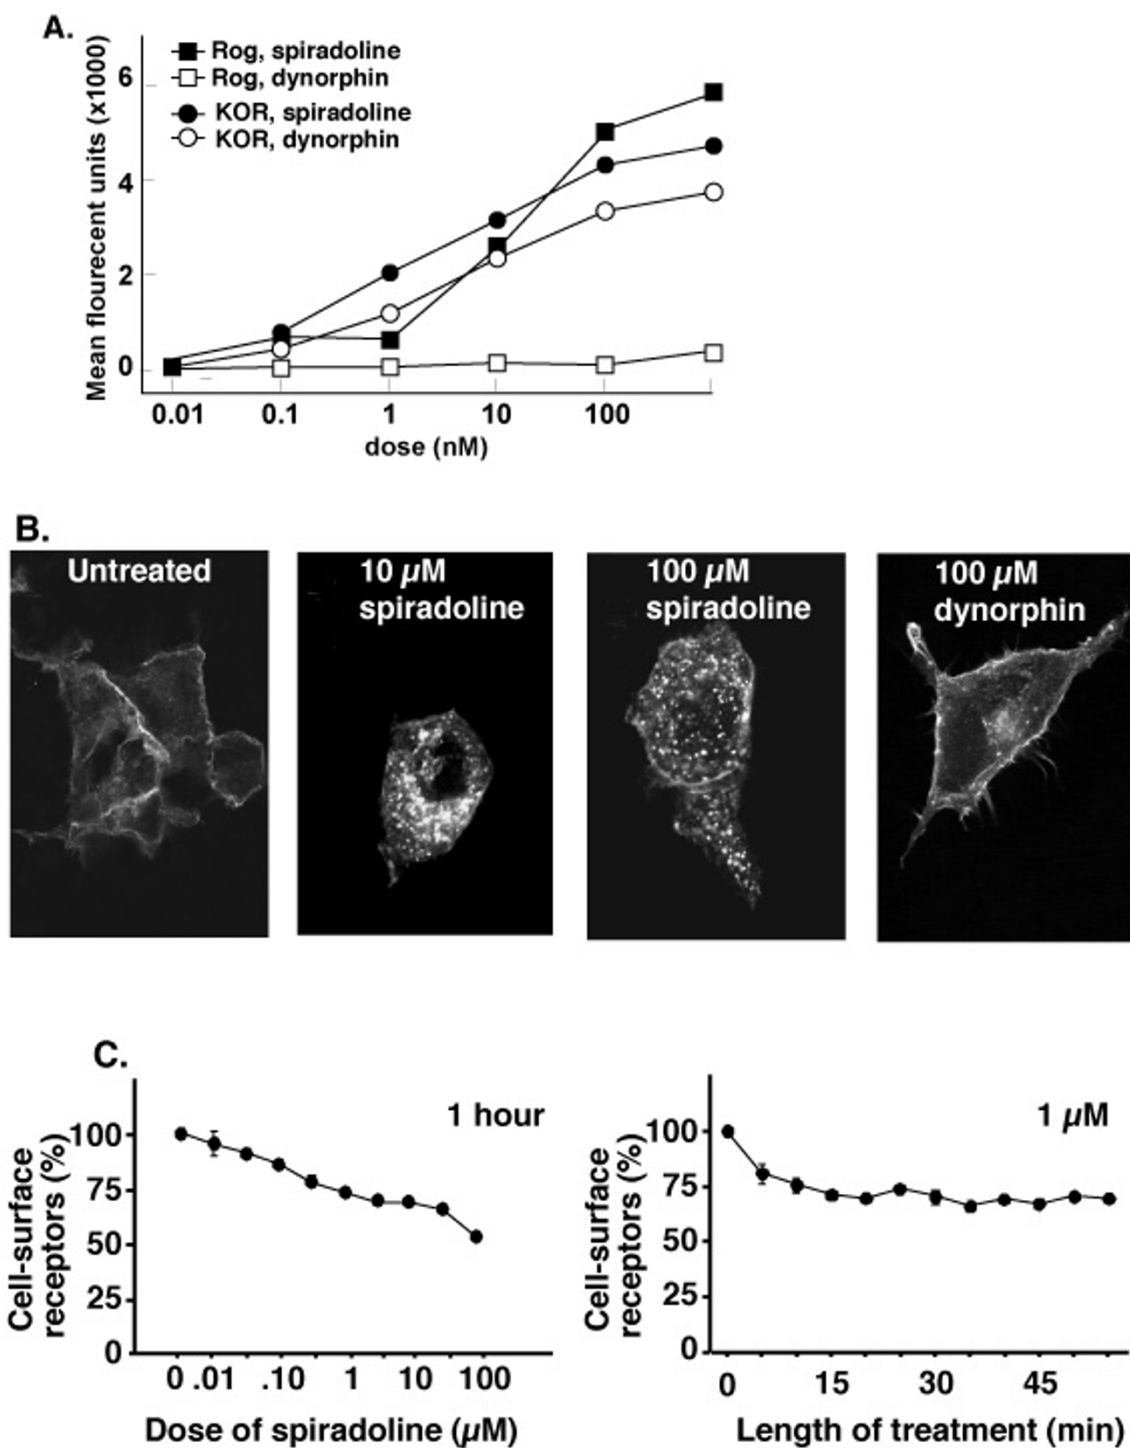 A.
Mean flourecent units (x1000)
Rog, spiradoline
Rog, dynorphin
KOR, spiradoline
KOR, dynorphin
6
4
2
0
0.01 0.1 1 10 100
dose (nM)
B.
Untreated
10 µM
spiradoline
100 µM
spiradoline
100 µM
dynorphin
C.
Cell-surface
receptors (%)
1 hour
100
75
50
25
0
0 .01 .10 1 10 100
Dose of spiradoline (µM)
Cell-surface
receptors (%)
1 µM
100
75
50
25
0
0 15 30 45
Length of treatment (min)